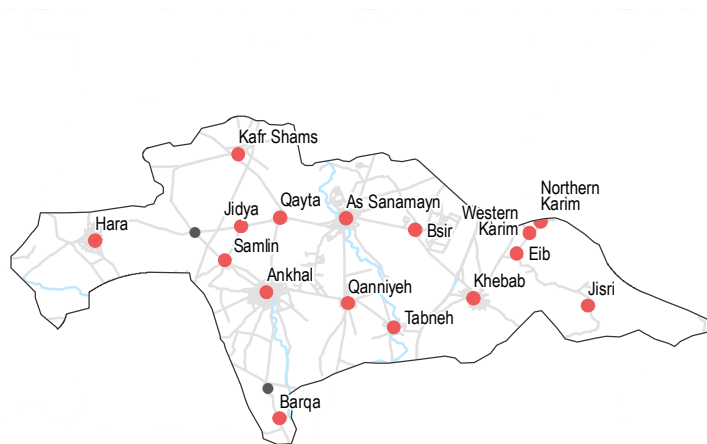 Kafr Shams
Northern
Karim
Western
Karim
Qayta
As Sanamayn
Jidya
Hara
Bsir
Samlin
Eib
Ankhal
Qanniyeh
Khebab
Jisri
Tabneh
Barqa